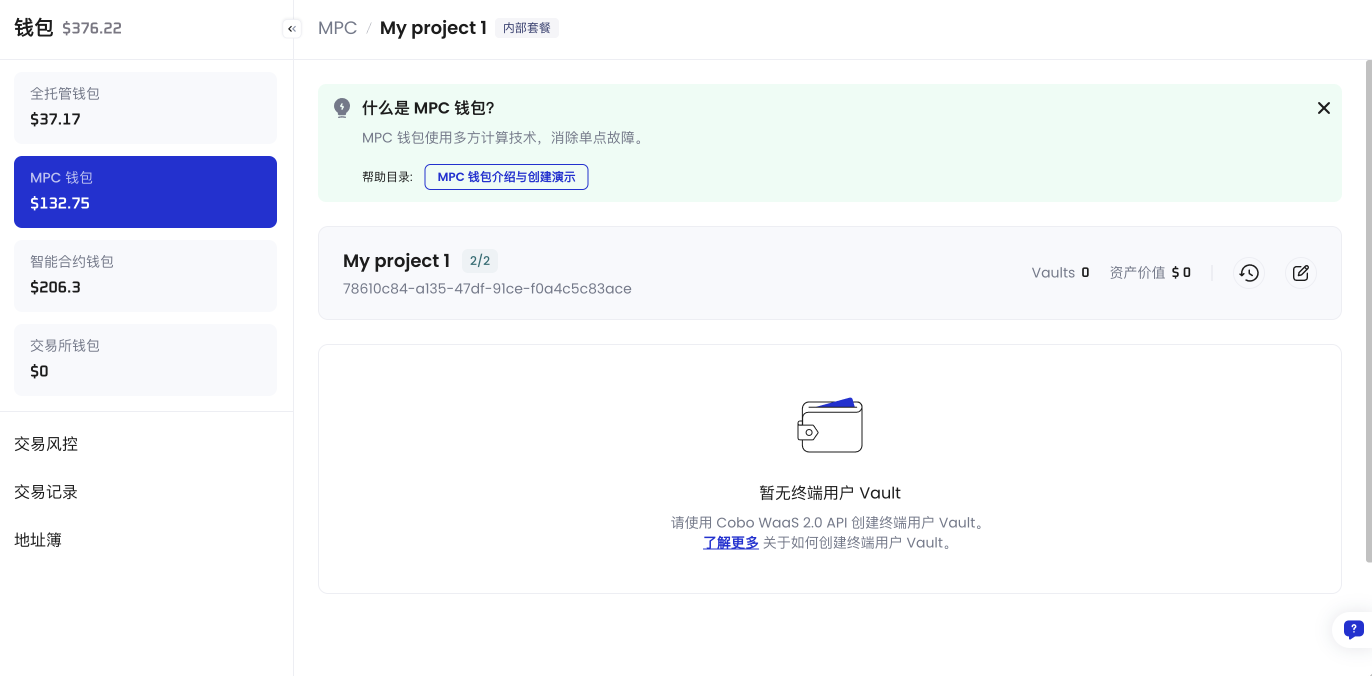 钱包 $376.22
全托管钱包
$37.17
MPC 钱包
$132.75
智能合约钱包
$206.3
交易所钱包
$0
交易风控
交易记录
地址簿
MPC / My project 1 内部套餐
什么是 MPC 钱包?
MPC 钱包使用多方计算技术，消除单点故障。
帮助目录: MPC 钱包介绍与创建演示
My project 1 2/2
78610c84-a135-47df-91ce-f0a4c5c83ace
Vaults 0 资产价值 $ 0
暂无终端用户 Vault
请使用 Cobo WaaS 2.0 API 创建终端用户 Vault。
了解更多 关于如何创建终端用户 Vault。